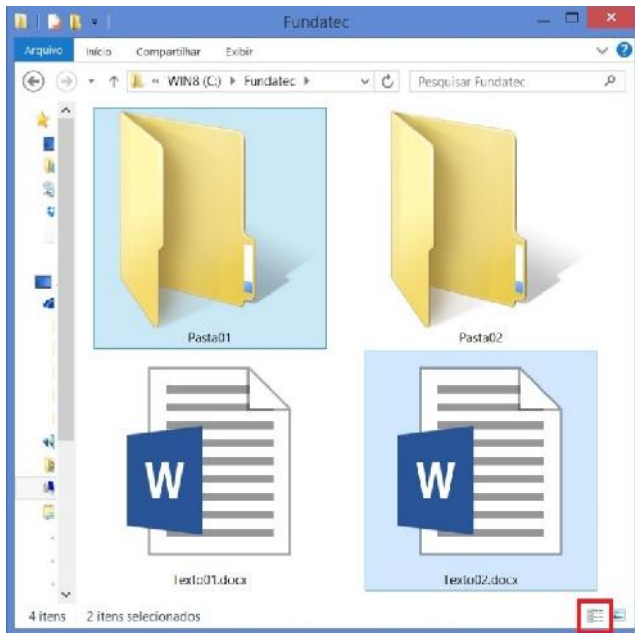 Fundatec
Arquivo Início Compartilhar Exibir
« WIN8 (C:) Fundatec Pesquisar Fundatec
Pasta01 Pasta02
W W
Texto01.docx Texto02.docx
4 itens 2 itens selecionados